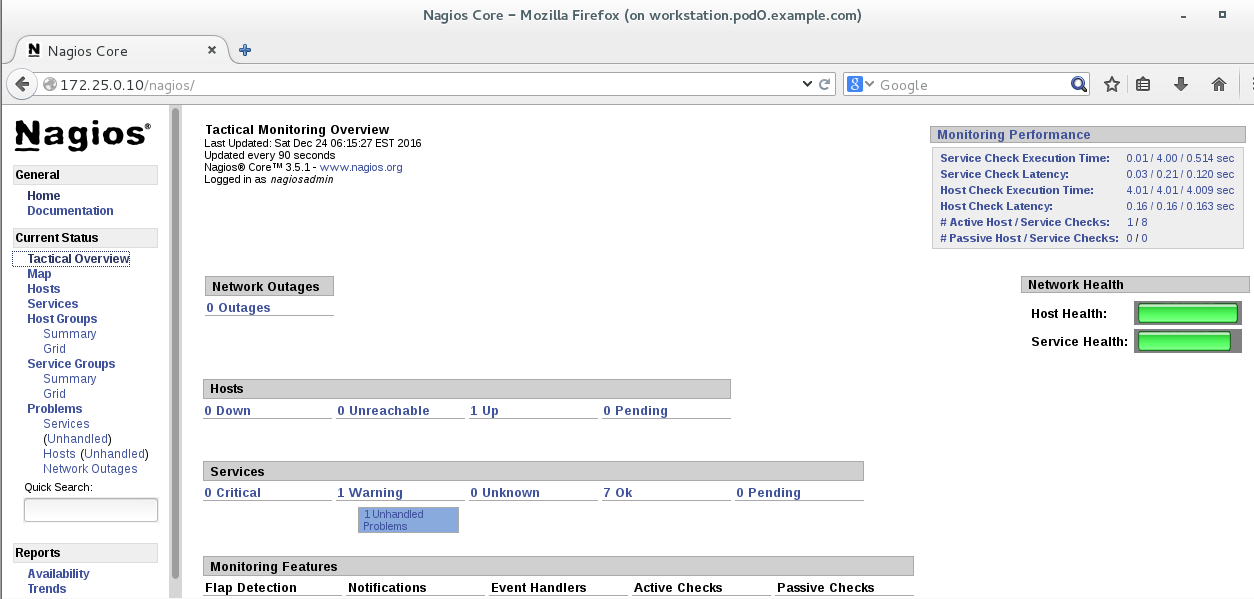 Nagios Core - Mozilla Firefox (on workstation.pod0.example.com)
Nagios Core
172.25.0.10/nagios/
Google
Nagios®
General
Home
Documentation
Current Status
Tactical Overview
Map
Hosts
Services
Host Groups
Summary
Grid
Service Groups
Summary
Grid
Problems
Services
(Unhandled)
Hosts (Unhandled)
Network Outages
Quick Search:
Reports
Availability
Trends
Tactical Monitoring Overview
Last Updated: Sat Dec 24 06:15:27 EST 2016
Updated every 90 seconds
Nagios® Core™ 3.5.1 - www.nagios.org
Logged in as nagiosadmin
Monitoring Performance
Service Check Execution Time: 0.01 / 4.00 / 0.514 sec
Service Check Latency: 0.03 / 0.21 / 0.120 sec
Host Check Execution Time: 4.01 / 4.01 / 4.009 sec
Host Check Latency: 0.16 / 0.16 / 0.163 sec
# Active Host / Service Checks: 1 / 8
# Passive Host / Service Checks: 0 / 0
Network Outages
0 Outages
Network Health
Host Health:
Service Health:
Hosts
0 Down 0 Unreachable 1 Up 0 Pending
Services
0 Critical 1 Warning 0 Unknown 7 Ok 0 Pending
1 Unhandled
Problems
Monitoring Features
Flap Detection Notifications Event Handlers Active Checks Passive Checks